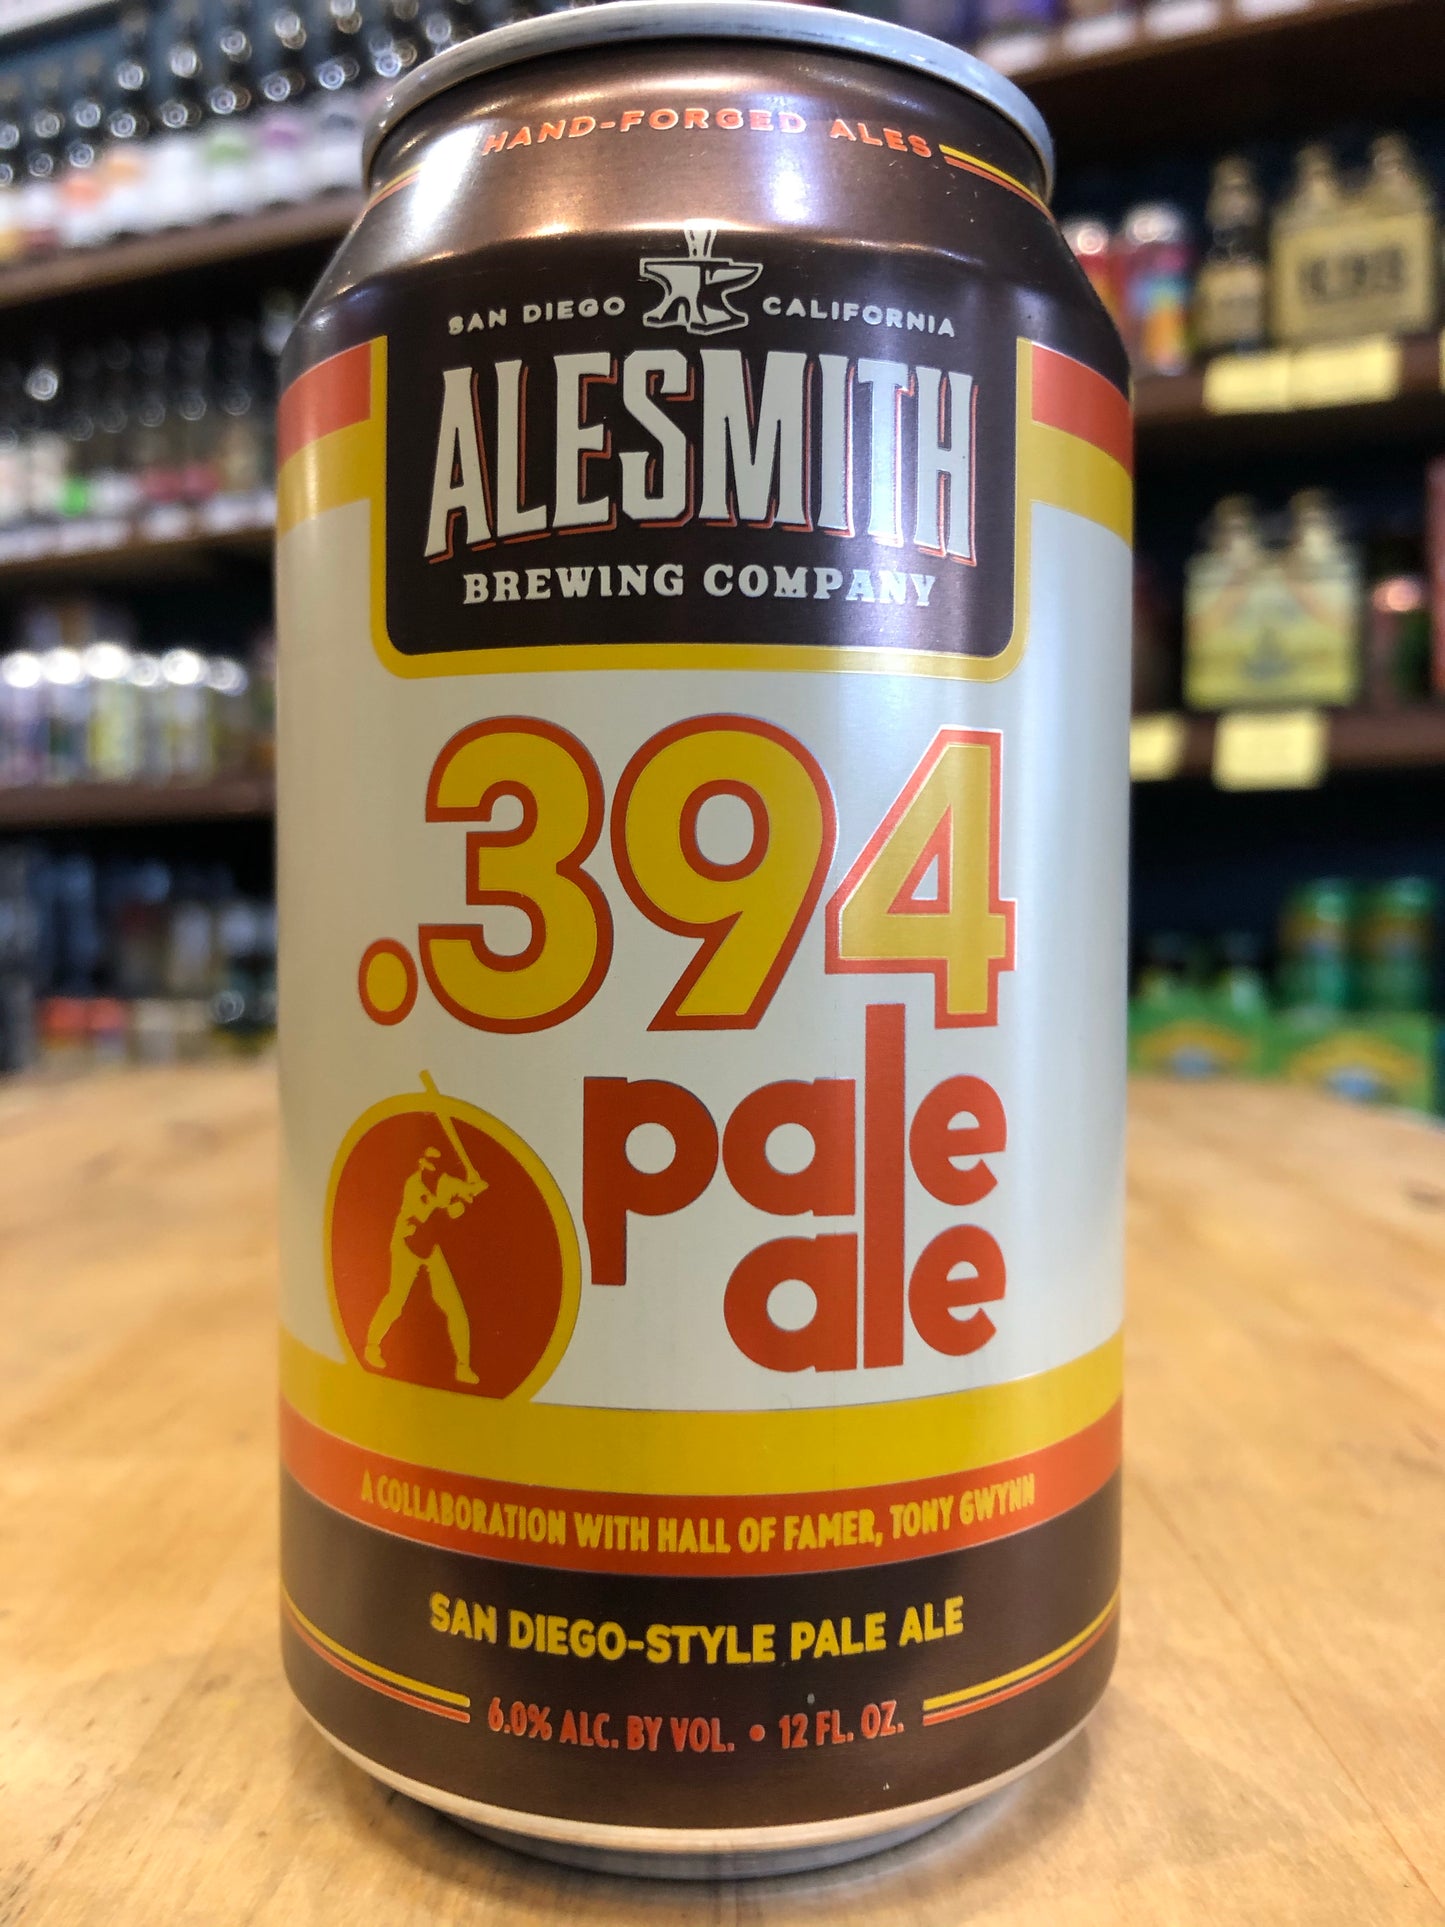 HAND-FORGED ALES
SAN DIEGO CALIFORNIA
ALESMITH
BREWING COMPANY
.394
pale
ale
A COLLABORATION WITH HALL OF FAMER, TONY GWYNN
SAN DIEGO-STYLE PALE ALE
6.0% ALC. BY VOL. • 12 FL. OZ.